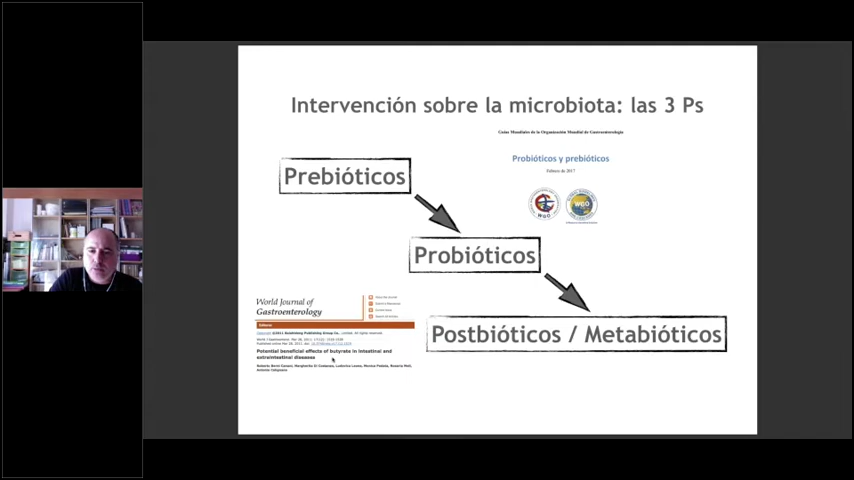 Intervención sobre la microbiota: las 3 Ps
Guías Mundiales de la Organización Mundial de Gastroenterología
Probióticos y prebióticos
Febrero de 2017
WGO
WGO
Prebióticos
Probióticos
Postbióticos / Metabióticos
World Journal of
Gastroenterology
Potential beneficial effects of butyrate in intestinal and
extraintestinal diseases